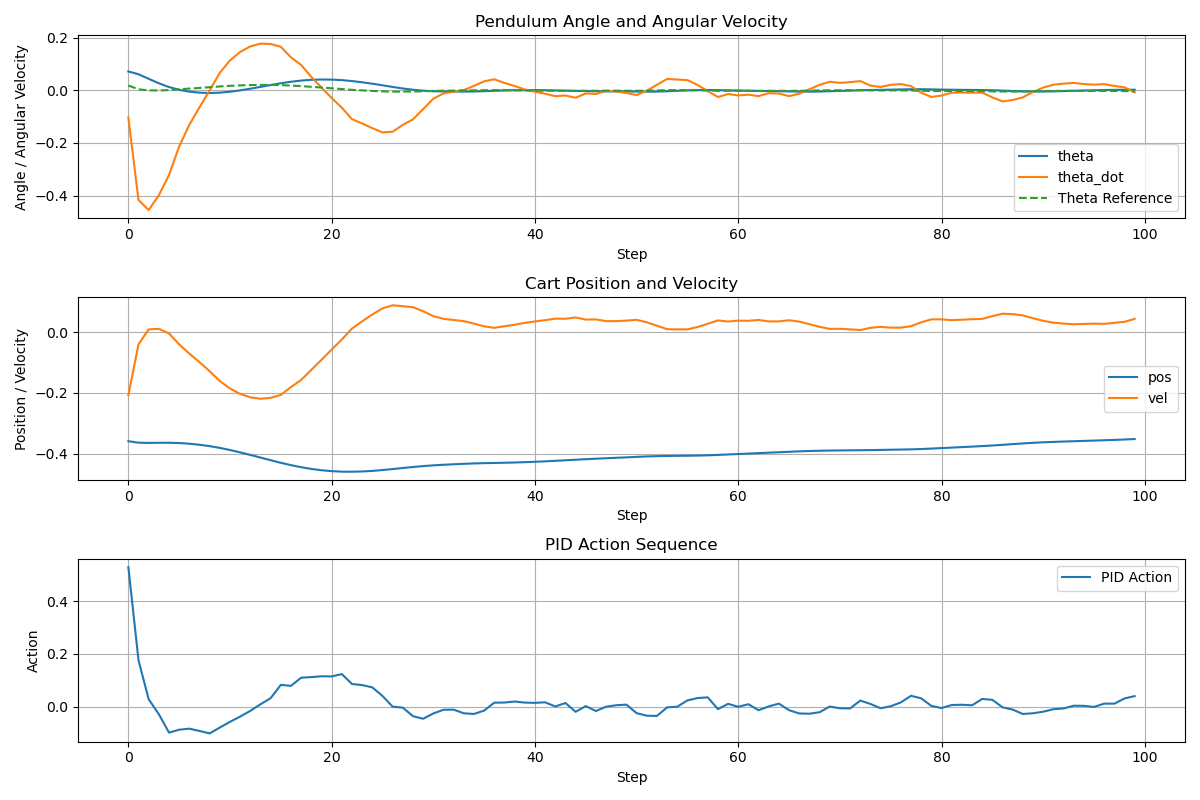 Pendulum Angle and Angular Velocity
Angle / Angular Velocity
0.2
0.0
−0.2
−0.4
theta
theta_dot
Theta Reference
0 20 40 60 80 100
Step
Cart Position and Velocity
Position / Velocity
0.0
−0.2
−0.4
pos
vel
0 20 40 60 80 100
Step
PID Action Sequence
Action
0.4
0.2
0.0
PID Action
0 20 40 60 80 100
Step